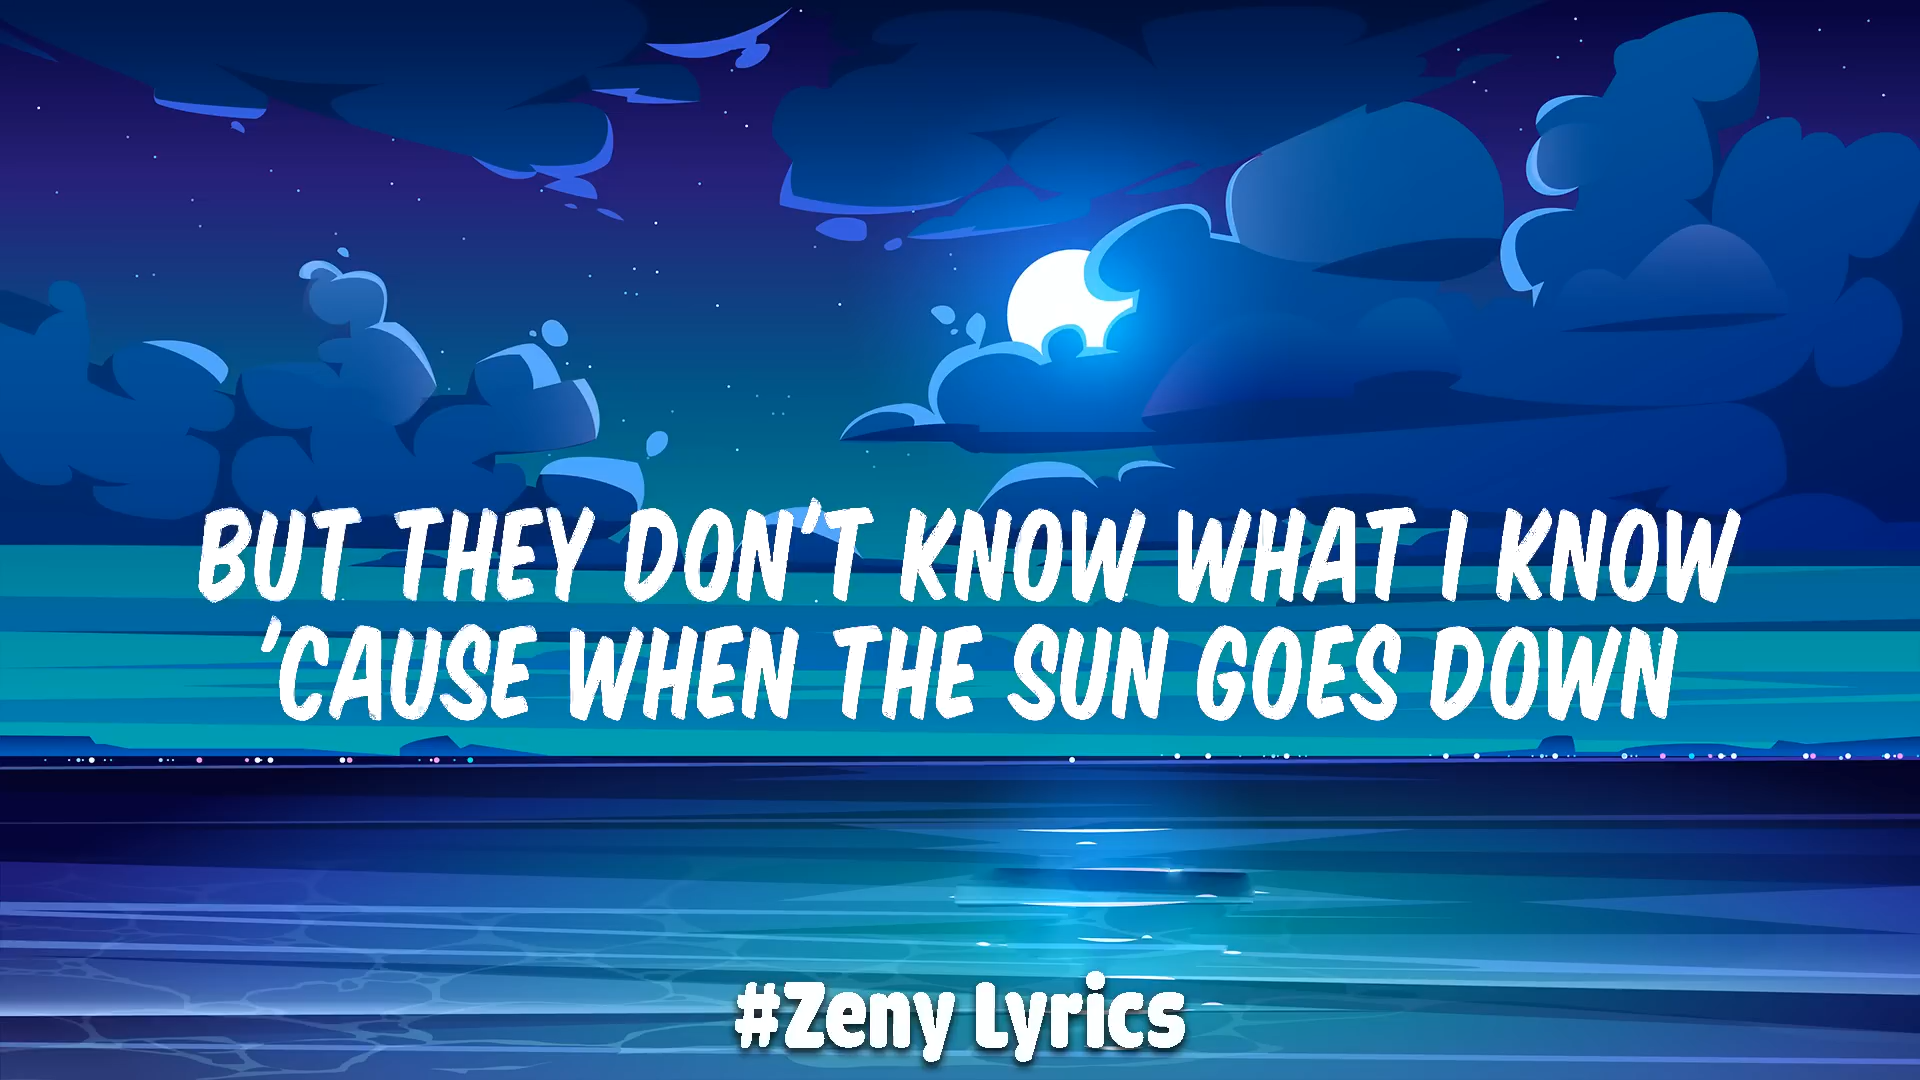 BUT THEY DON'T KNOW WHAT I KNOW
'CAUSE WHEN THE SUN GOES DOWN
#Zeny Lyrics